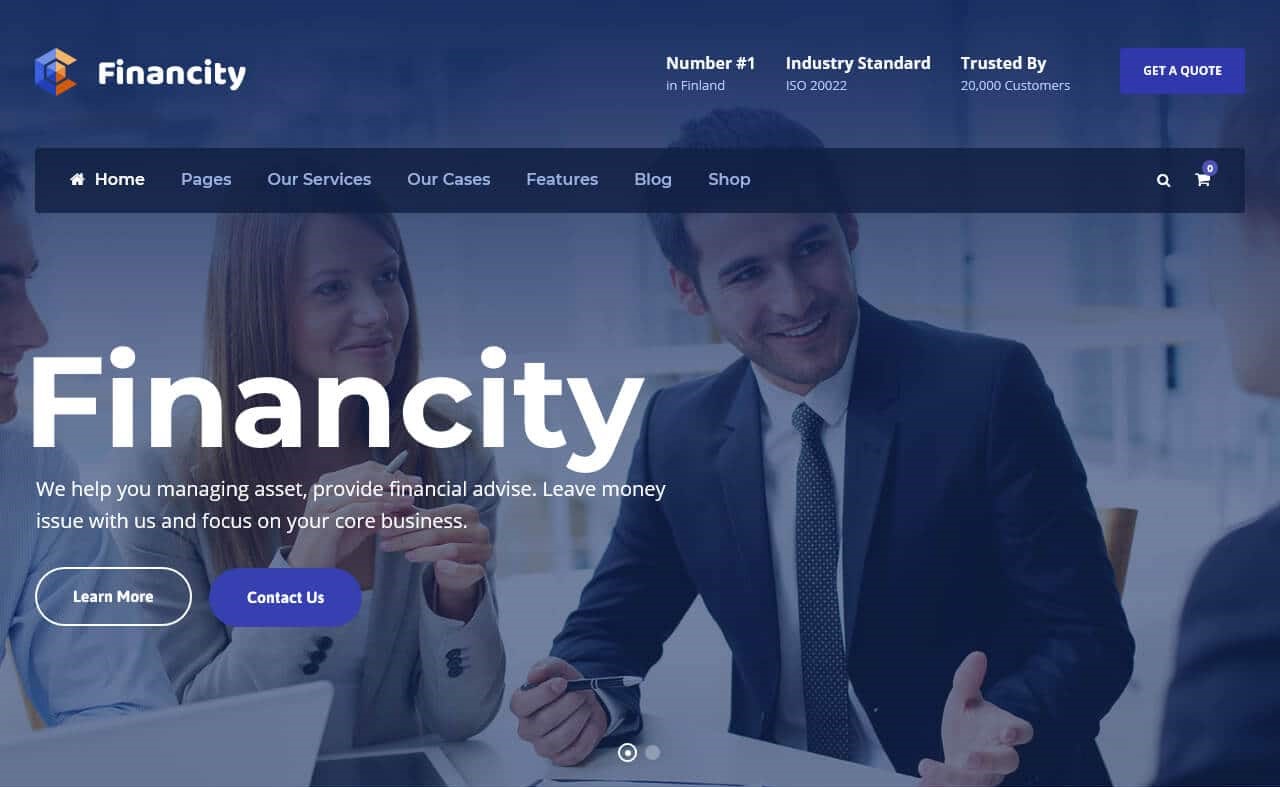 Financity
Number #1
in Finland
Industry Standard
ISO 20022
Trusted By
20,000 Customers
GET A QUOTE
Home
Pages
Our Services
Our Cases
Features
Blog
Shop
0
Financity
We help you managing asset, provide financial advise. Leave money
issue with us and focus on your core business.
Learn More
Contact Us